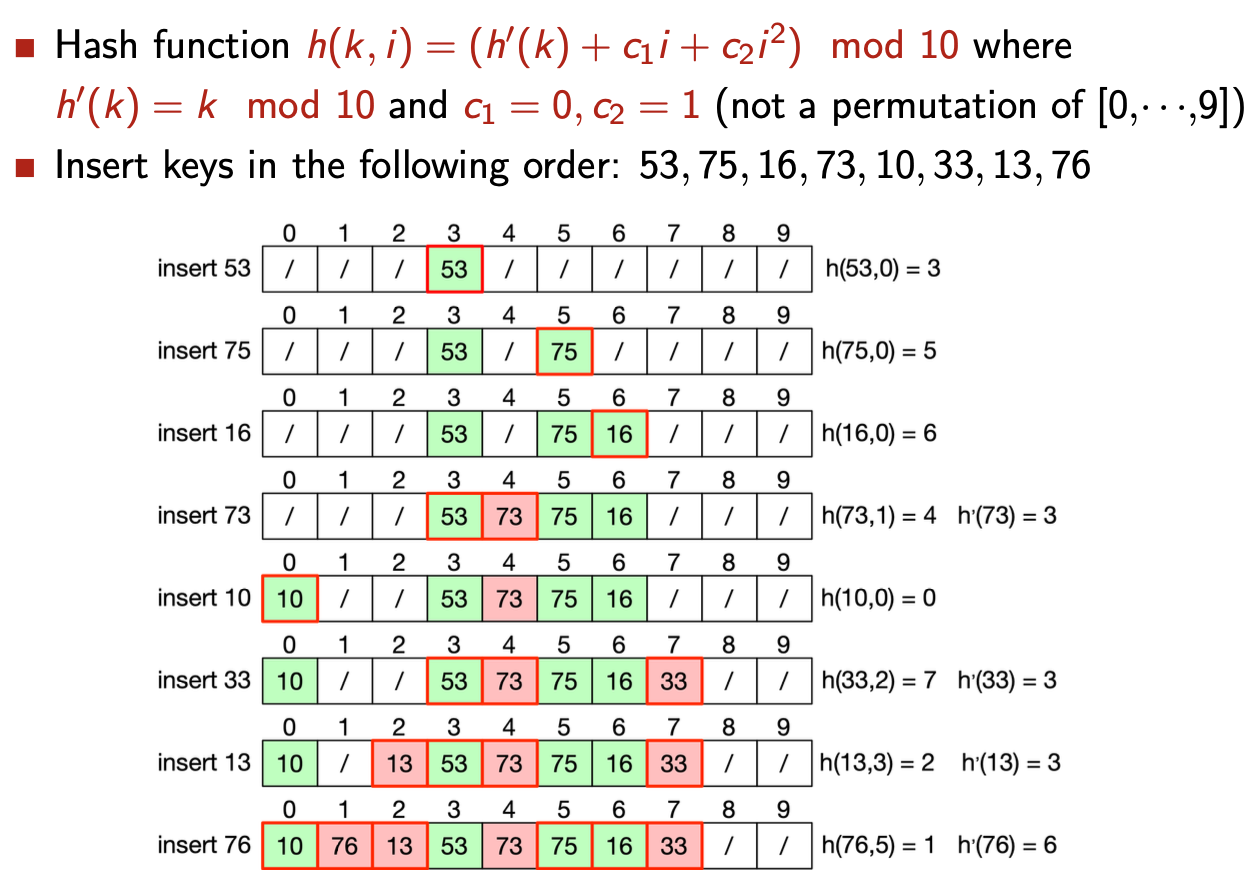 ■ Hash function h(k, i) = (h′(k) + c₁i + c₂i²) mod 10 where
h′(k) = k mod 10 and c₁ = 0, c₂ = 1 (not a permutation of [0,· · ·,9])
■ Insert keys in the following order: 53, 75, 16, 73, 10, 33, 13, 76
0 1 2 3 4 5 6 7 8 9
insert 53 / / / 53 / / / / / / h(53,0) = 3
0 1 2 3 4 5 6 7 8 9
insert 75 / / / 53 / 75 / / / / h(75,0) = 5
0 1 2 3 4 5 6 7 8 9
insert 16 / / / 53 / 75 16 / / / h(16,0) = 6
0 1 2 3 4 5 6 7 8 9
insert 73 / / / 53 73 75 16 / / / h(73,1) = 4 h'(73) = 3
0 1 2 3 4 5 6 7 8 9
insert 10 10 / / 53 73 75 16 / / / h(10,0) = 0
0 1 2 3 4 5 6 7 8 9
insert 33 10 / / 53 73 75 16 33 / / h(33,2) = 7 h'(33) = 3
0 1 2 3 4 5 6 7 8 9
insert 13 10 / 13 53 73 75 16 33 / / h(13,3) = 2 h'(13) = 3
0 1 2 3 4 5 6 7 8 9
insert 76 10 76 13 53 73 75 16 33 / / h(76,5) = 1 h'(76) = 6